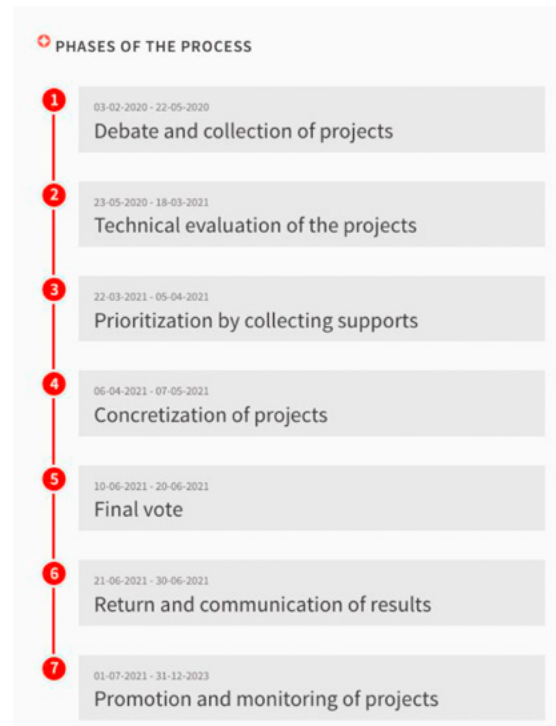 PHASES OF THE PROCESS
1
03-02-2020 - 22-05-2020
Debate and collection of projects
2
23-05-2020 - 18-03-2021
Technical evaluation of the projects
3
22-03-2021 - 05-04-2021
Prioritization by collecting supports
4
06-04-2021 - 07-05-2021
Concretization of projects
5
10-06-2021 - 20-06-2021
Final vote
6
21-06-2021 - 30-06-2021
Return and communication of results
7
01-07-2021 - 31-12-2023
Promotion and monitoring of projects